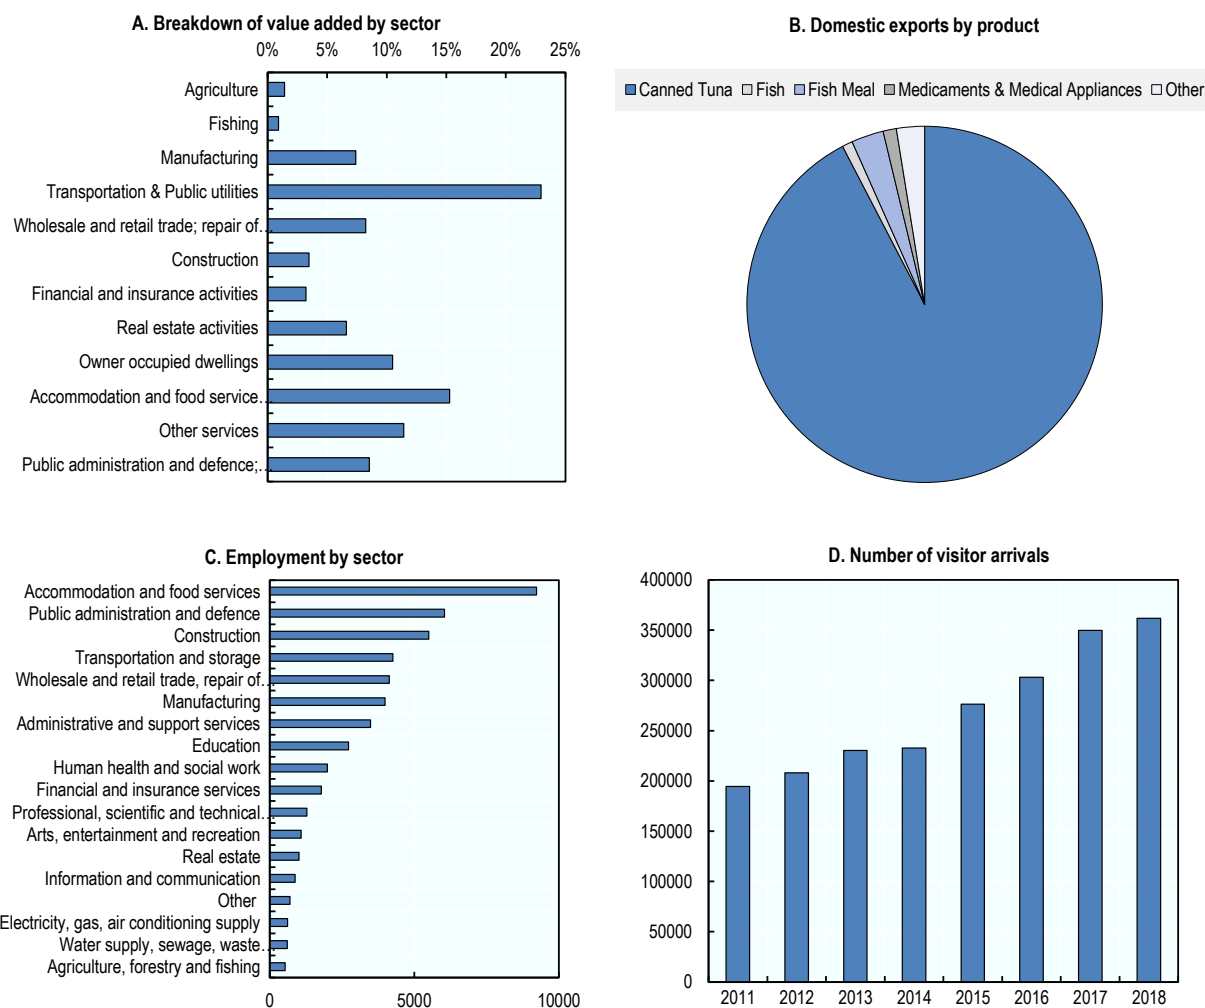 A. Breakdown of value added by sector
0% 5% 10% 15% 20% 25%
Agriculture
Fishing
Manufacturing
Transportation & Public utilities
Wholesale and retail trade; repair of..
Construction
Financial and insurance activities
Real estate activities
Owner occupied dwellings
Accommodation and food service..
Other services
Public administration and defence;..
B. Domestic exports by product
Canned Tuna Fish Fish Meal Medicaments & Medical Appliances Other
C. Employment by sector
Accommodation and food services
Public administration and defence
Construction
Transportation and storage
Wholesale and retail trade, repair of..
Manufacturing
Administrative and support services
Education
Human health and social work
Financial and insurance services
Professional, scientific and technical..
Arts, entertainment and recreation
Real estate
Information and communication
Other
Electricity, gas, air conditioning supply
Water supply, sewage, waste..
Agriculture, forestry and fishing
0 5000 10000
D. Number of visitor arrivals
400000
350000
300000
250000
200000
150000
100000
50000
0
2011 2012 2013 2014 2015 2016 2017 2018